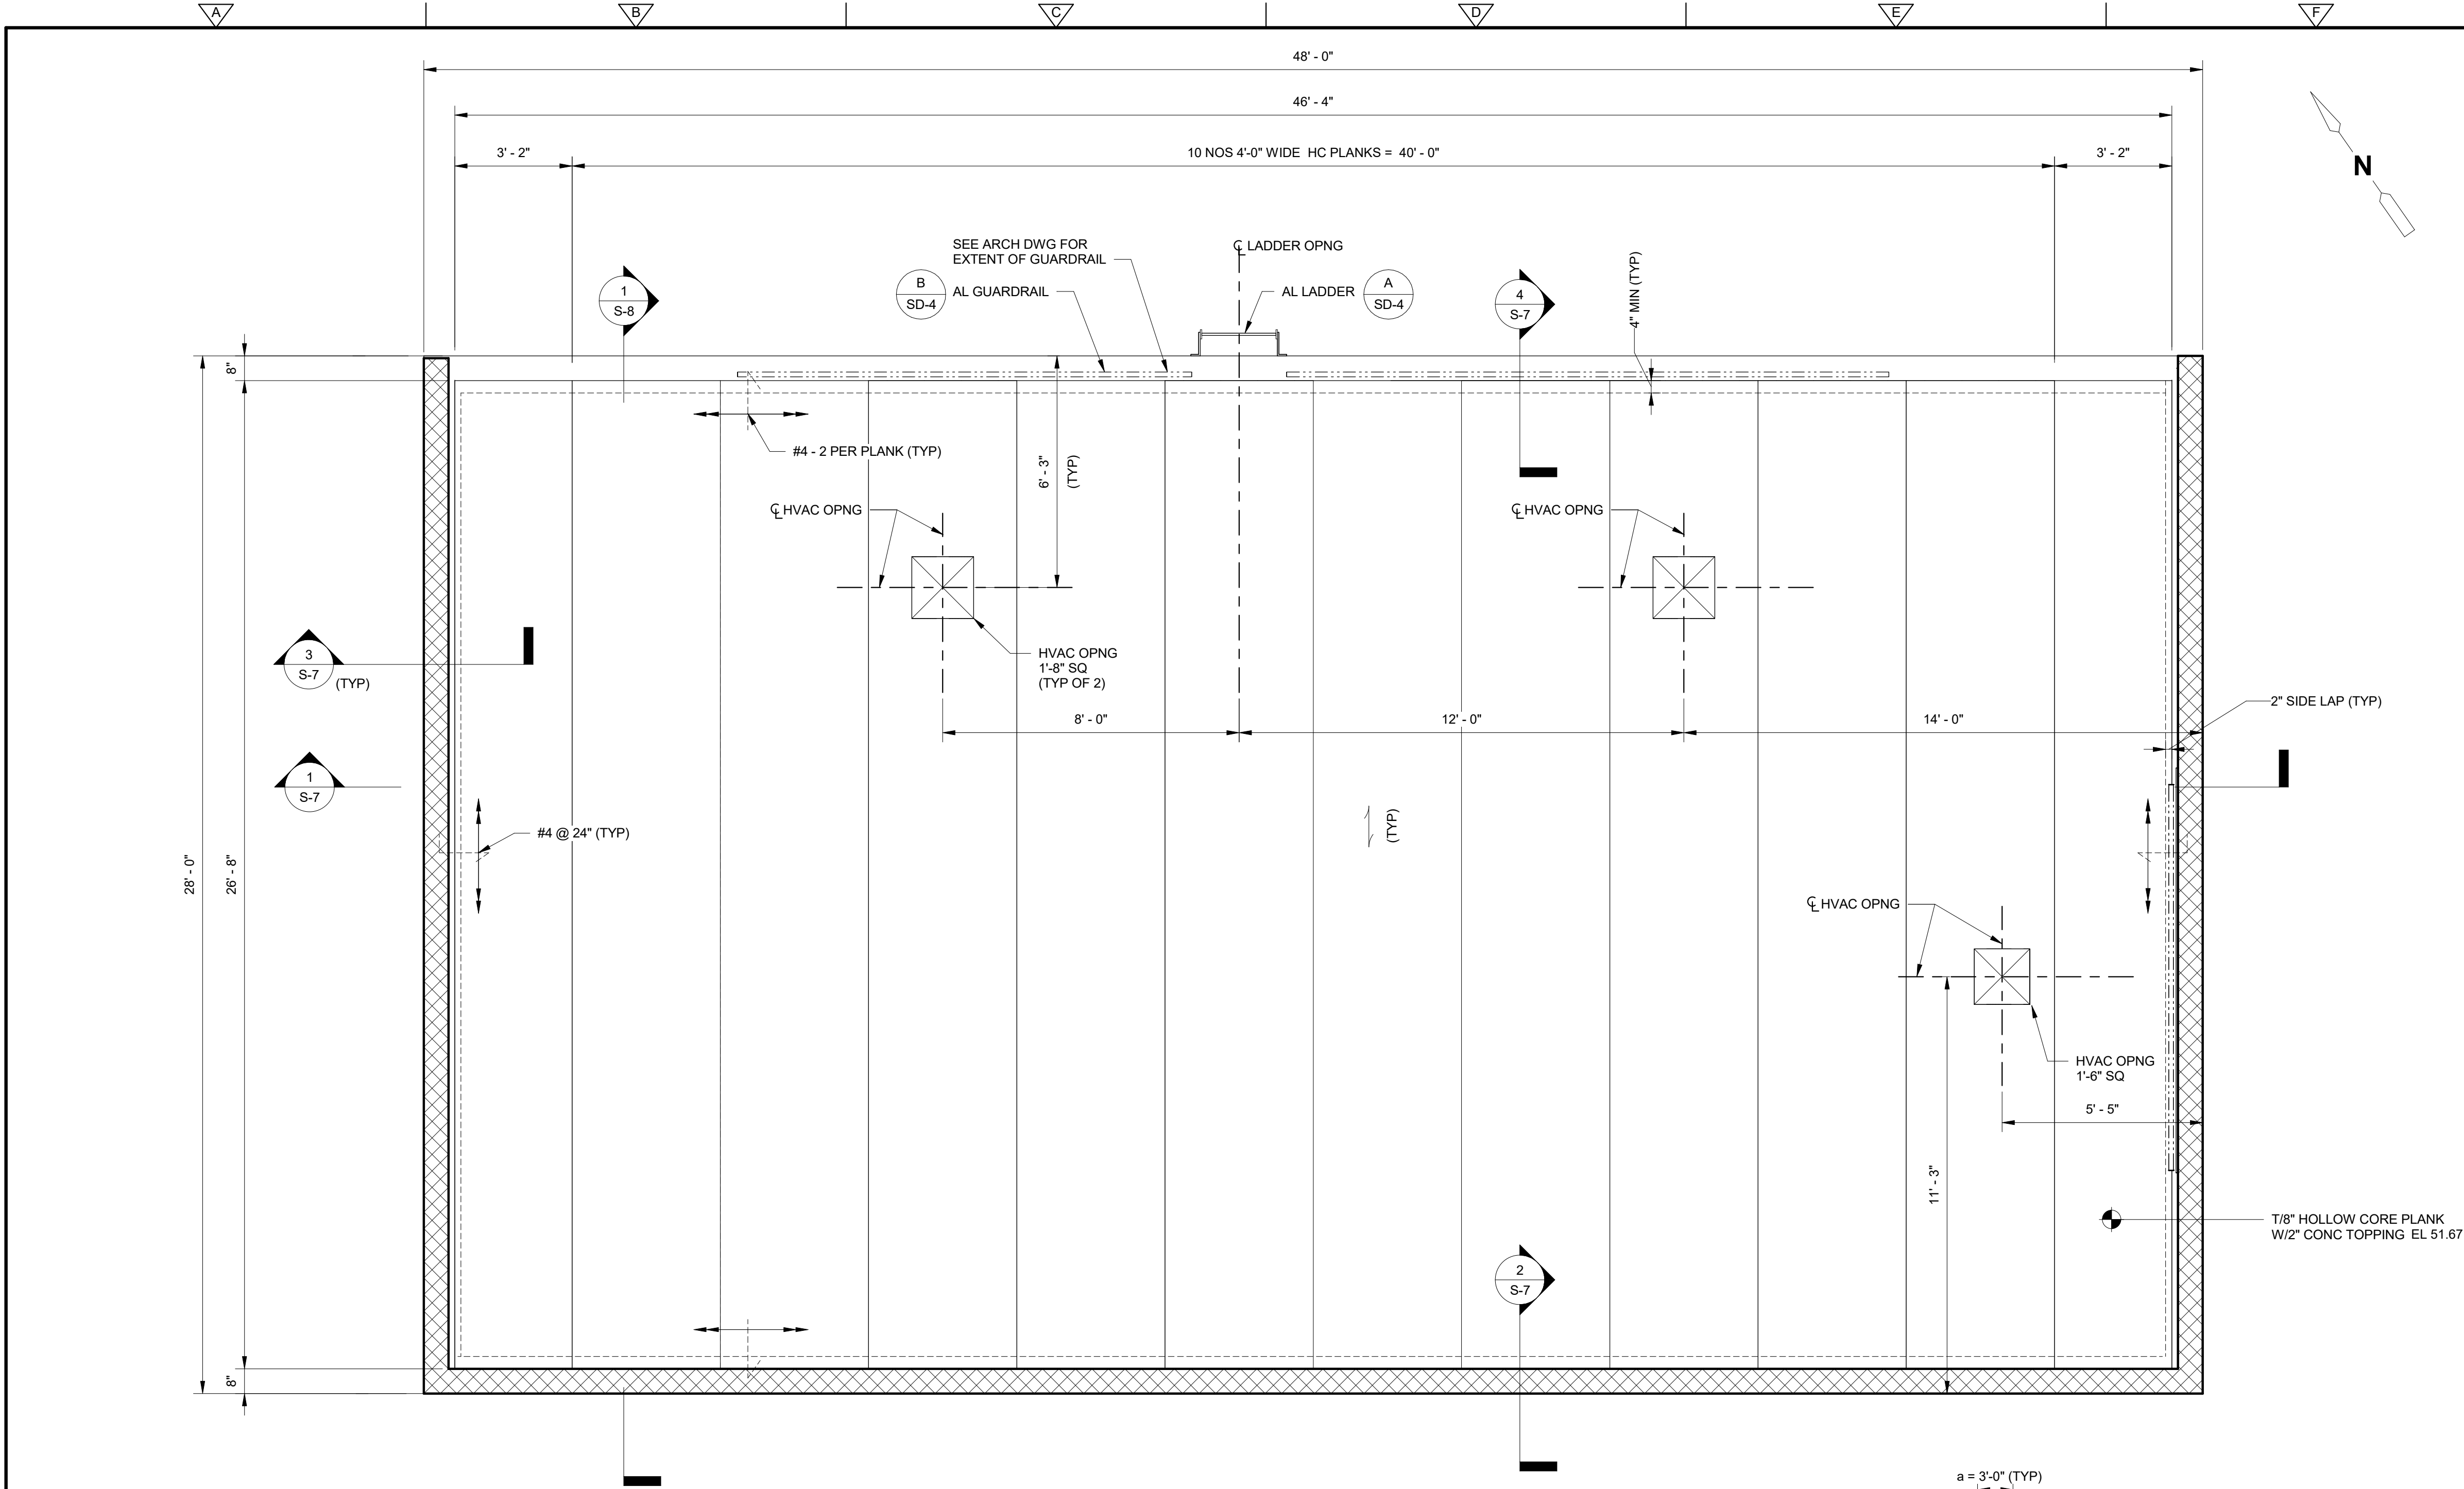 A
B
C
D
E
F
48' - 0"
46' - 4"
3' - 2"
10 NOS 4'-0" WIDE HC PLANKS = 40' - 0"
3' - 2"
N
SEE ARCH DWG FOR
EXTENT OF GUARDRAIL
℄ LADDER OPNG
1
S-8
B
SD-4
AL GUARDRAIL
AL LADDER
A
SD-4
4
S-7
4" MIN (TYP)
8"
#4 - 2 PER PLANK (TYP)
6' - 3"
(TYP)
℄ HVAC OPNG
℄ HVAC OPNG
HVAC OPNG
1'-8" SQ
(TYP OF 2)
3
S-7
(TYP)
2" SIDE LAP (TYP)
8' - 0"
12' - 0"
14' - 0"
1
S-7
#4 @ 24" (TYP)
(TYP)
28' - 0"
26' - 8"
℄ HVAC OPNG
HVAC OPNG
1'-6" SQ
5' - 5"
11' - 3"
T/8" HOLLOW CORE PLANK
W/2" CONC TOPPING EL 51.67
2
S-7
8"
a = 3'-0" (TYP)